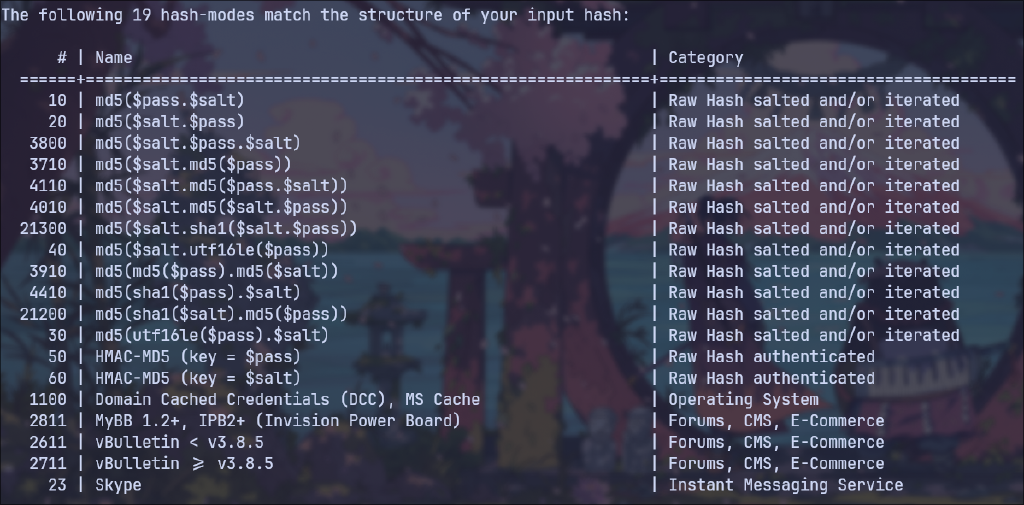 The following 19 hash-modes match the structure of your input hash:
# | Name | Category
======+============================================================+======================================
10 | md5($pass.$salt) | Raw Hash salted and/or iterated
20 | md5($salt.$pass) | Raw Hash salted and/or iterated
3800 | md5($salt.$pass.$salt) | Raw Hash salted and/or iterated
3710 | md5($salt.md5($pass)) | Raw Hash salted and/or iterated
4110 | md5($salt.md5($pass.$salt)) | Raw Hash salted and/or iterated
4010 | md5($salt.md5($salt.$pass)) | Raw Hash salted and/or iterated
21300 | md5($salt.sha1($salt.$pass)) | Raw Hash salted and/or iterated
40 | md5($salt.utf16le($pass)) | Raw Hash salted and/or iterated
3910 | md5(md5($pass).md5($salt)) | Raw Hash salted and/or iterated
4410 | md5(sha1($pass).$salt) | Raw Hash salted and/or iterated
21200 | md5(sha1($salt).md5($pass)) | Raw Hash salted and/or iterated
30 | md5(utf16le($pass).$salt) | Raw Hash salted and/or iterated
50 | HMAC-MD5 (key = $pass) | Raw Hash authenticated
60 | HMAC-MD5 (key = $salt) | Raw Hash authenticated
1100 | Domain Cached Credentials (DCC), MS Cache | Operating System
2811 | MyBB 1.2+, IPB2+ (Invision Power Board) | Forums, CMS, E-Commerce
2611 | vBulletin < v3.8.5 | Forums, CMS, E-Commerce
2711 | vBulletin ⩾ v3.8.5 | Forums, CMS, E-Commerce
23 | Skype | Instant Messaging Service